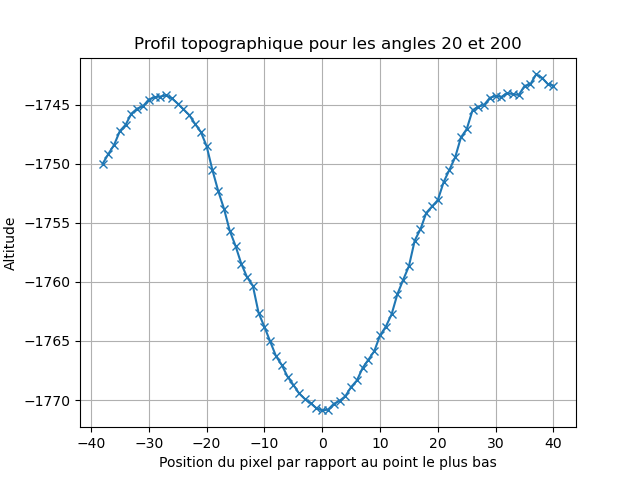 Profil topographique pour les angles 20 et 200
Altitude
−1745
−1750
−1755
−1760
−1765
−1770
−40 −30 −20 −10 0 10 20 30 40
Position du pixel par rapport au point le plus bas